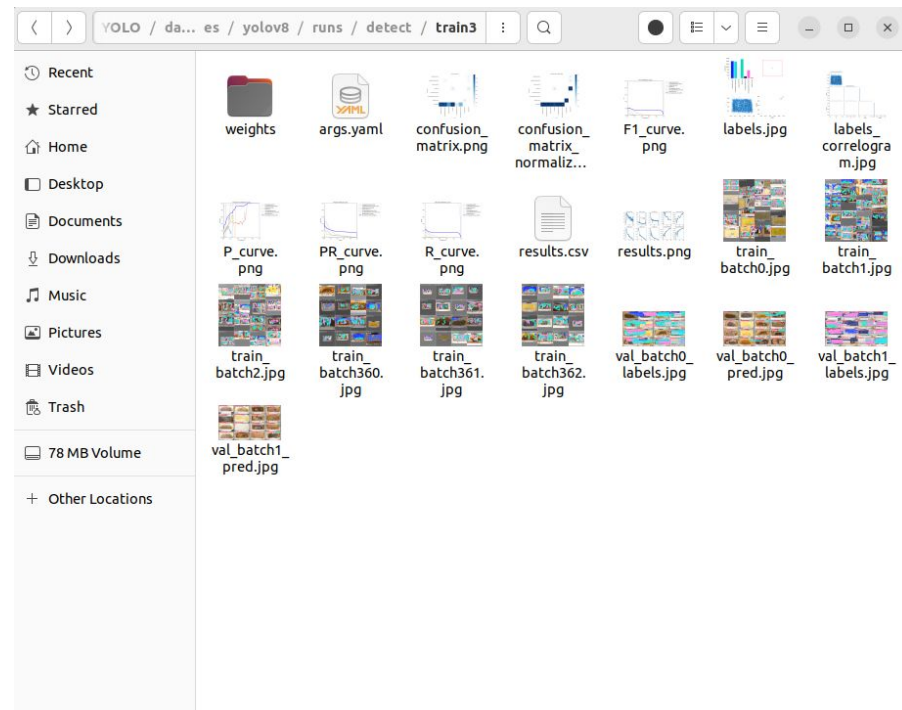 YOLO / da... es / yolov8 / runs / detect / train3
Recent
Starred
Home
Desktop
Documents
Downloads
Music
Pictures
Videos
Trash
78 MB Volume
+ Other Locations
weights
args.yaml
YAML
confusion_
matrix.png
confusion_
matrix_
normaliz...
F1_curve.
png
labels.jpg
labels_
correlogra
m.jpg
P_curve.
png
PR_curve.
png
R_curve.
png
results.csv
results.png
train_
batch0.jpg
train_
batch1.jpg
train_
batch2.jpg
train_
batch360.
jpg
train_
batch361.
jpg
train_
batch362.
jpg
val_batch0_
labels.jpg
val_batch0_
pred.jpg
val_batch1_
labels.jpg
val_batch1_
pred.jpg